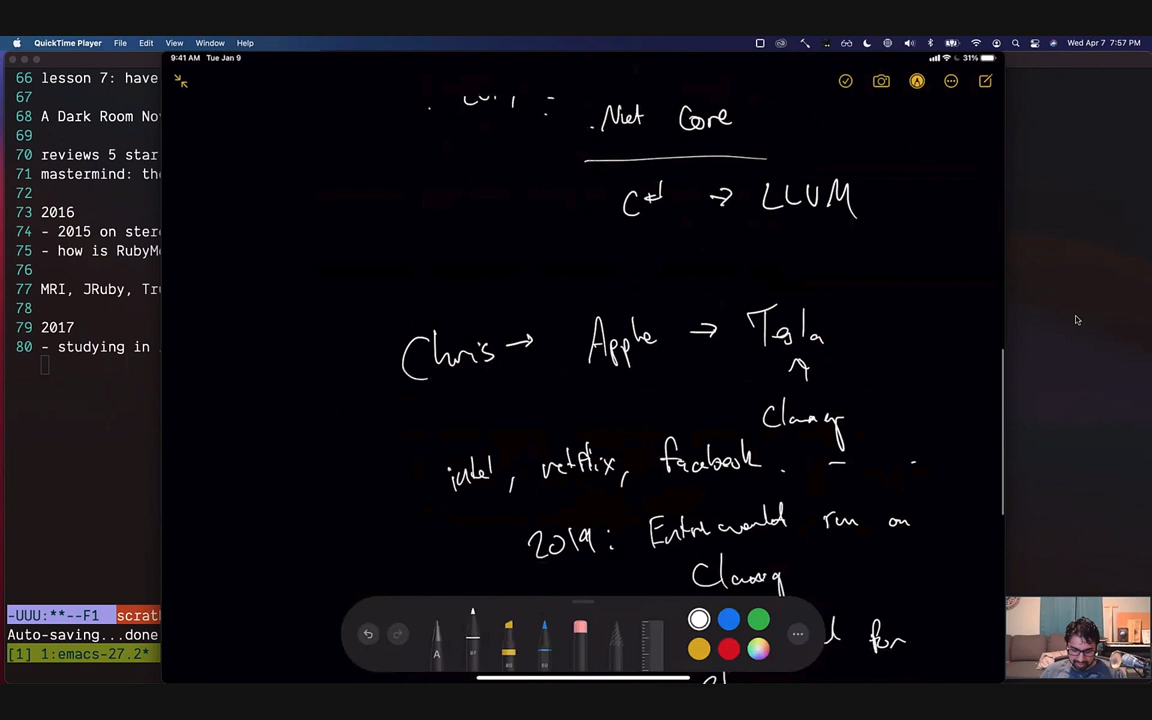 QuickTime Player File Edit View Window Help Wed Apr 7 7:57 PM
9:41 AM Tue Jan 9 31%
66 lesson 7: have
67
68 A Dark Room No
69
70 reviews 5 star
71 mastermind: the
72
73 2016
74 - 2015 on ster
75 - how is RubyM
76
77 MRI, JRuby, Tru
78
79 2017
80 - studying in
.Net Core
C# → LLVM
Chris → Apple → Tesla
↑
Clang
intel, netflix, facebook . -
2019: Entire world run on
Clang
for
-UUU:**--F1 scrat
Auto-saving...done
[1] 1:emacs-27.2*
A